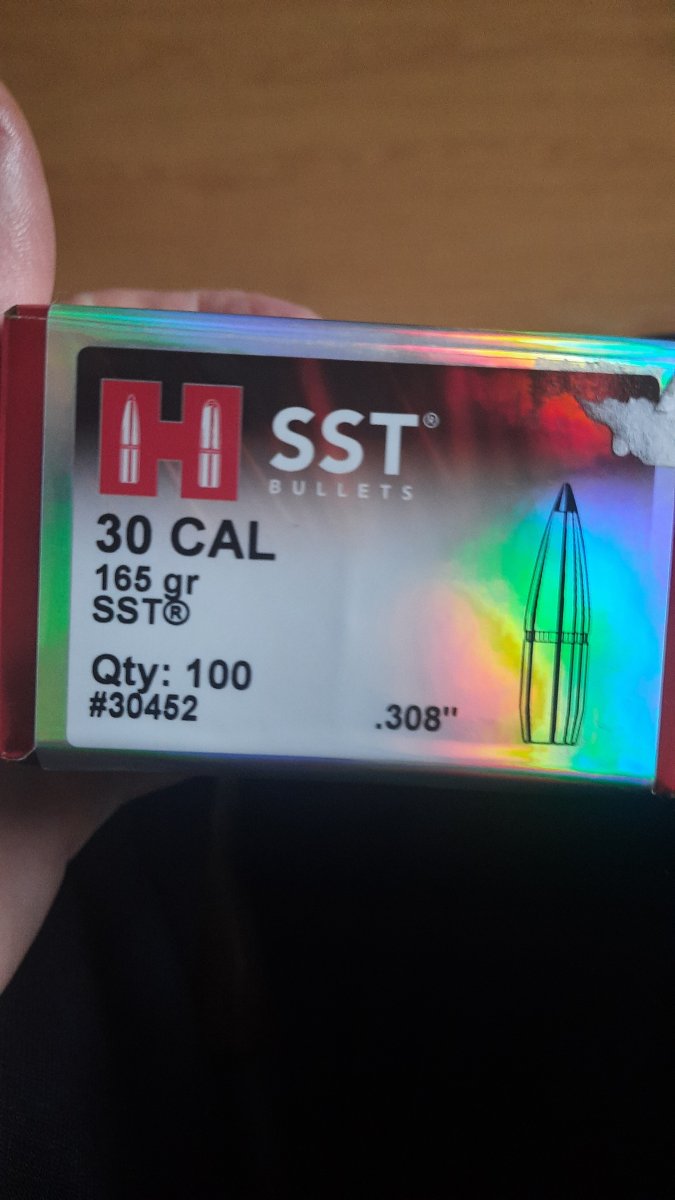 H
SST®
BULLETS
30 CAL
165 gr
SST®
Qty: 100
#30452
.308"